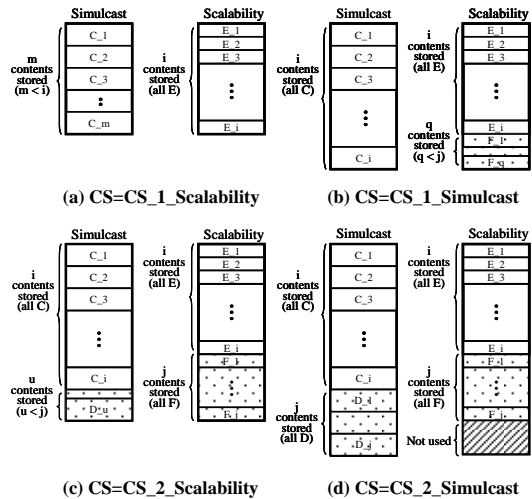 Simulcast
Scalability
m
contents
stored
(m < i)
C_1
C_2
C_3
C_m
i
contents
stored
(all E)
E_1
E_2
E_3
E_i
(a) CS=CS_1_Scalability
Simulcast
Scalability
i
contents
stored
(all C)
C_1
C_2
C_3
C_i
i
contents
stored
(all E)
E_1
E_2
E_3
E_i
q
contents
stored
(q < j)
F_1
F_q
(b) CS=CS_1_Simulcast
Simulcast
Scalability
i
contents
stored
(all C)
C_1
C_2
C_3
C_i
u
contents
stored
(u < j)
D_u
i
contents
stored
(all E)
E_1
E_2
E_3
E_i
j
contents
stored
(all F)
F_1
F_j
(c) CS=CS_2_Scalability
Simulcast
Scalability
i
contents
stored
(all C)
C_1
C_2
C_3
C_i
j
contents
stored
(all D)
D_1
D_j
i
contents
stored
(all E)
E_1
E_2
E_3
E_i
j
contents
stored
(all F)
F_1
F_j
Not used
(d) CS=CS_2_Simulcast